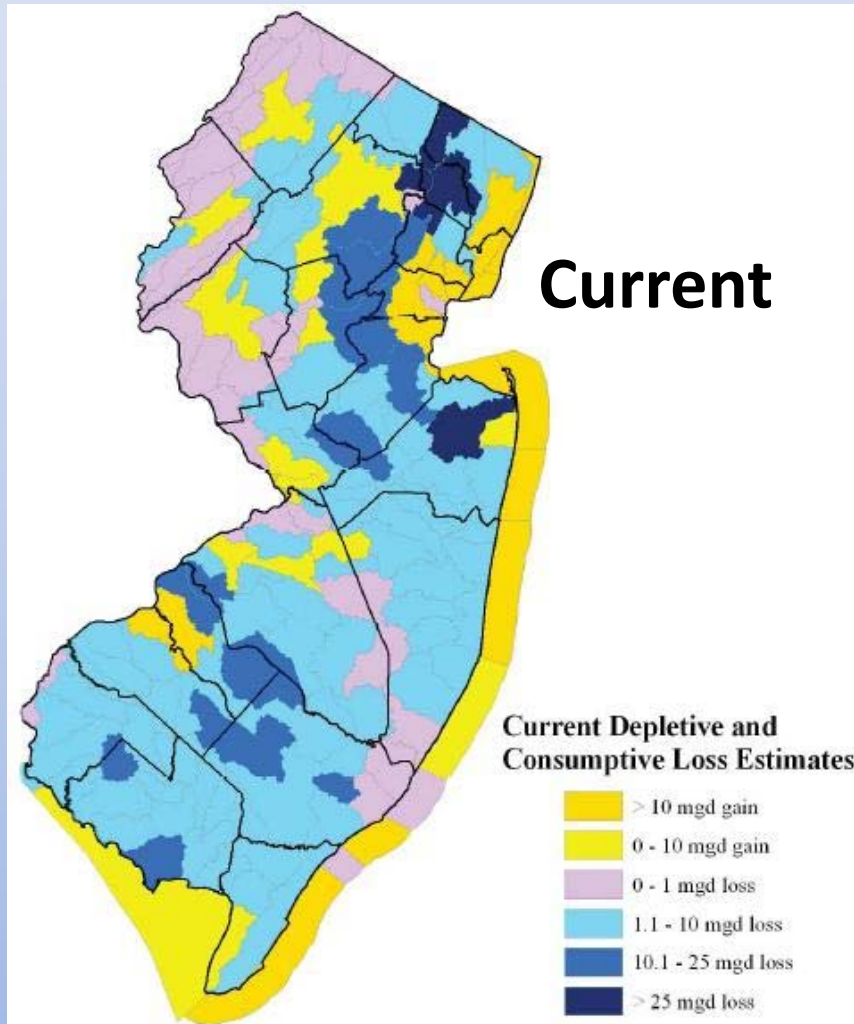 Current
Current Depletive and
Consumptive Loss Estimates
> 10 mgd gain
0 - 10 mgd gain
0 - 1 mgd loss
1.1 - 10 mgd loss
10.1 - 25 mgd loss
> 25 mgd loss